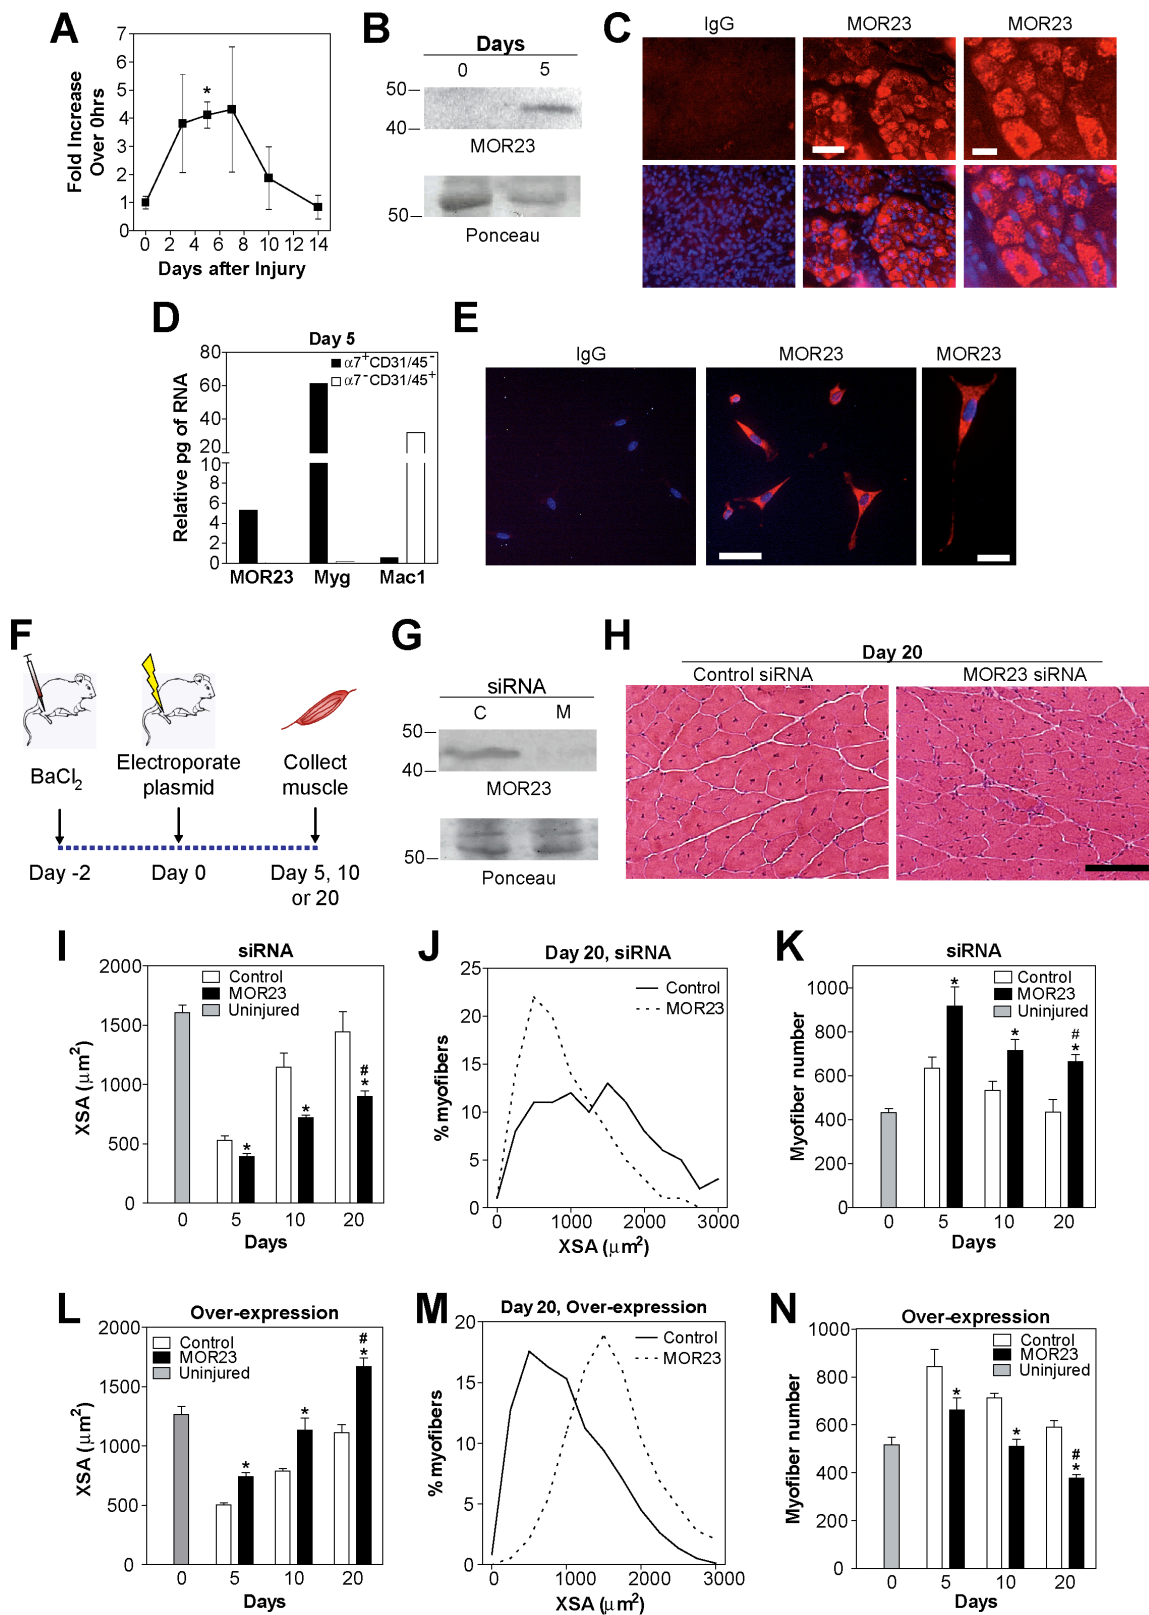 A
7
6
5
4
3
2
1
0
*
Fold Increase
Over 0hrs
0 2 4 6 8 10 12 14
Days after Injury
B
Days
0 5
50
40
MOR23
50
Ponceau
C
IgG MOR23 MOR23
D
Day 5
α7+CD31/45-
α7-CD31/45+
80
60
40
20
10
8
6
4
2
0
Relative pg of RNA
MOR23 Myg Mac1
E
IgG MOR23 MOR23
F
BaCl2
Electroporate
plasmid
Collect
muscle
Day -2 Day 0 Day 5, 10
or 20
G
siRNA
C M
50
40
MOR23
50
Ponceau
H
Day 20
Control siRNA MOR23 siRNA
I
siRNA
Control
MOR23
Uninjured
2000
1500
1000
500
0
XSA (μm2)
* * # *
0 5 10 20
Days
J
Day 20, siRNA
Control
MOR23
25
20
15
10
5
0
% myofibers
0 1000 2000 3000
XSA (μm2)
K
siRNA
Control
MOR23
Uninjured
1000
800
600
400
200
0
Myofiber number
* * # *
0 5 10 20
Days
L
Over-expression
Control
MOR23
Uninjured
2000
1500
1000
500
0
XSA (μm2)
* * # *
0 5 10 20
Days
M
Day 20, Over-expression
Control
MOR23
20
15
10
5
0
% myofibers
0 1000 2000 3000
XSA (μm2)
N
Over-expression
Control
MOR23
Uninjured
1000
800
600
400
200
0
Myofiber number
* * # *
0 5 10 20
Days